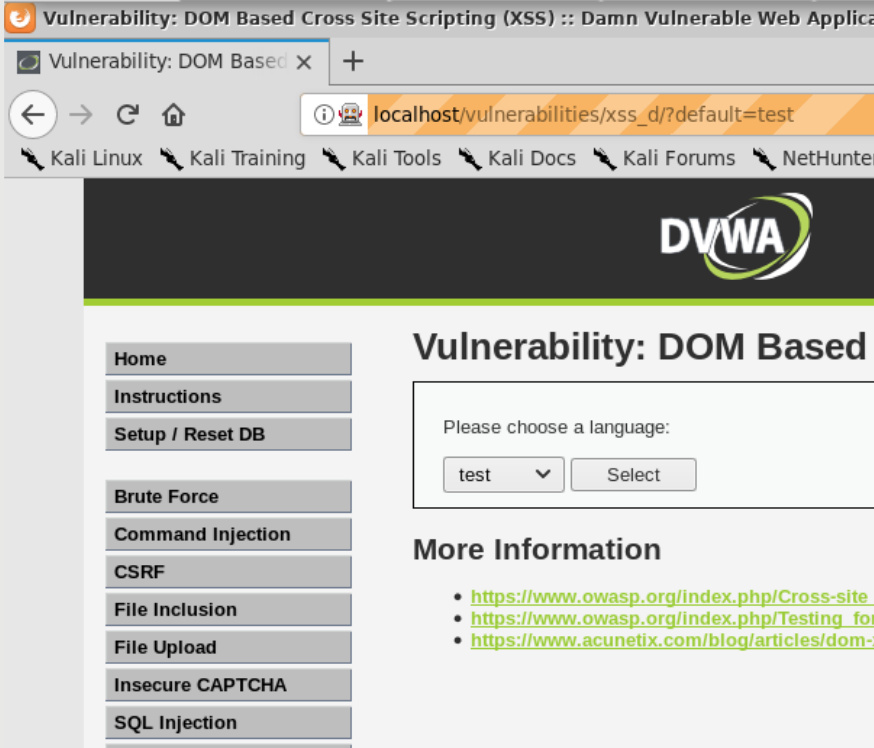 Vulnerability: DOM Based Cross Site Scripting (XSS) :: Damn Vulnerable Web Applica
Vulnerability: DOM Based
localhost/vulnerabilities/xss_d/?default=test
Kali Linux Kali Training Kali Tools Kali Docs Kali Forums NetHunte
DVWA
Home
Instructions
Setup / Reset DB
Brute Force
Command Injection
CSRF
File Inclusion
File Upload
Insecure CAPTCHA
SQL Injection
Vulnerability: DOM Based
Please choose a language:
test Select
More Information
https://www.owasp.org/index.php/Cross-site_
https://www.owasp.org/index.php/Testing_for
https://www.acunetix.com/blog/articles/dom-